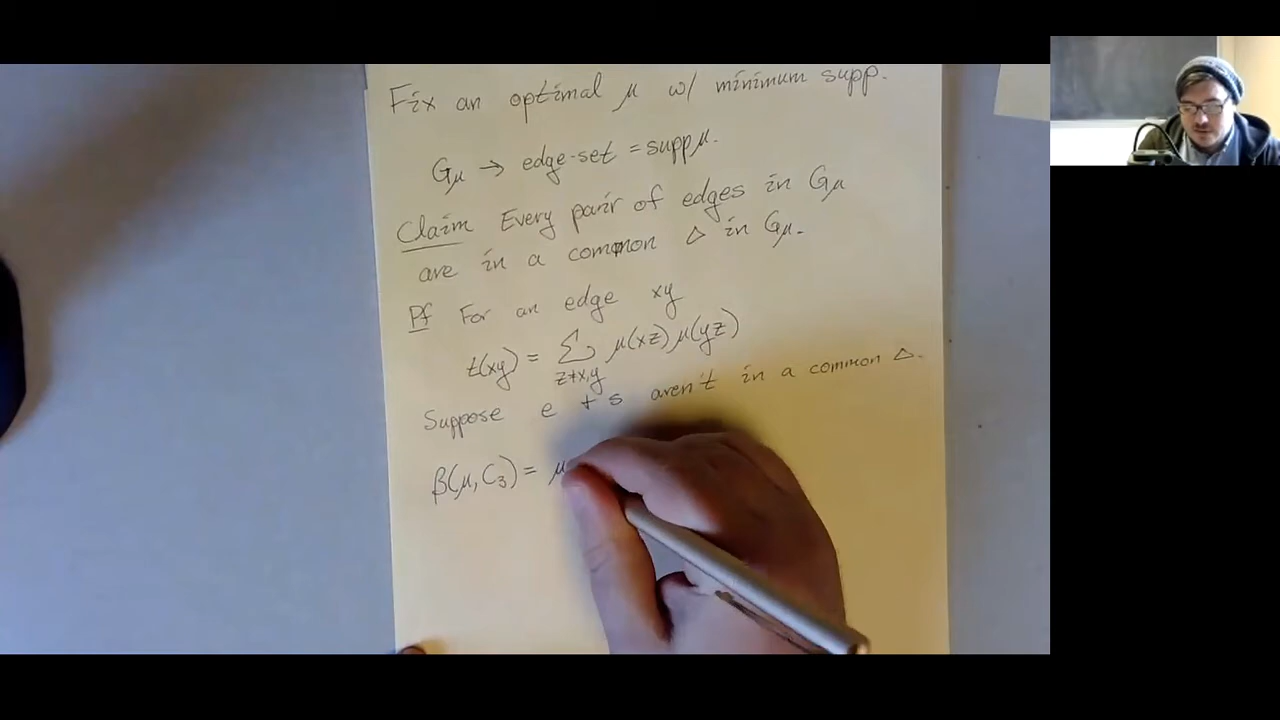 Fix an optimal μ w/ minimum supp.
Gμ → edge-set = supp μ.
Claim Every pair of edges in Gμ
are in a common △ in Gμ.
Pf For an edge xy
t(xy) = Σ μ(xz) μ(yz)
z≠x,y
Suppose e + s aren't in a common △.
β(μ, C₃) = μ